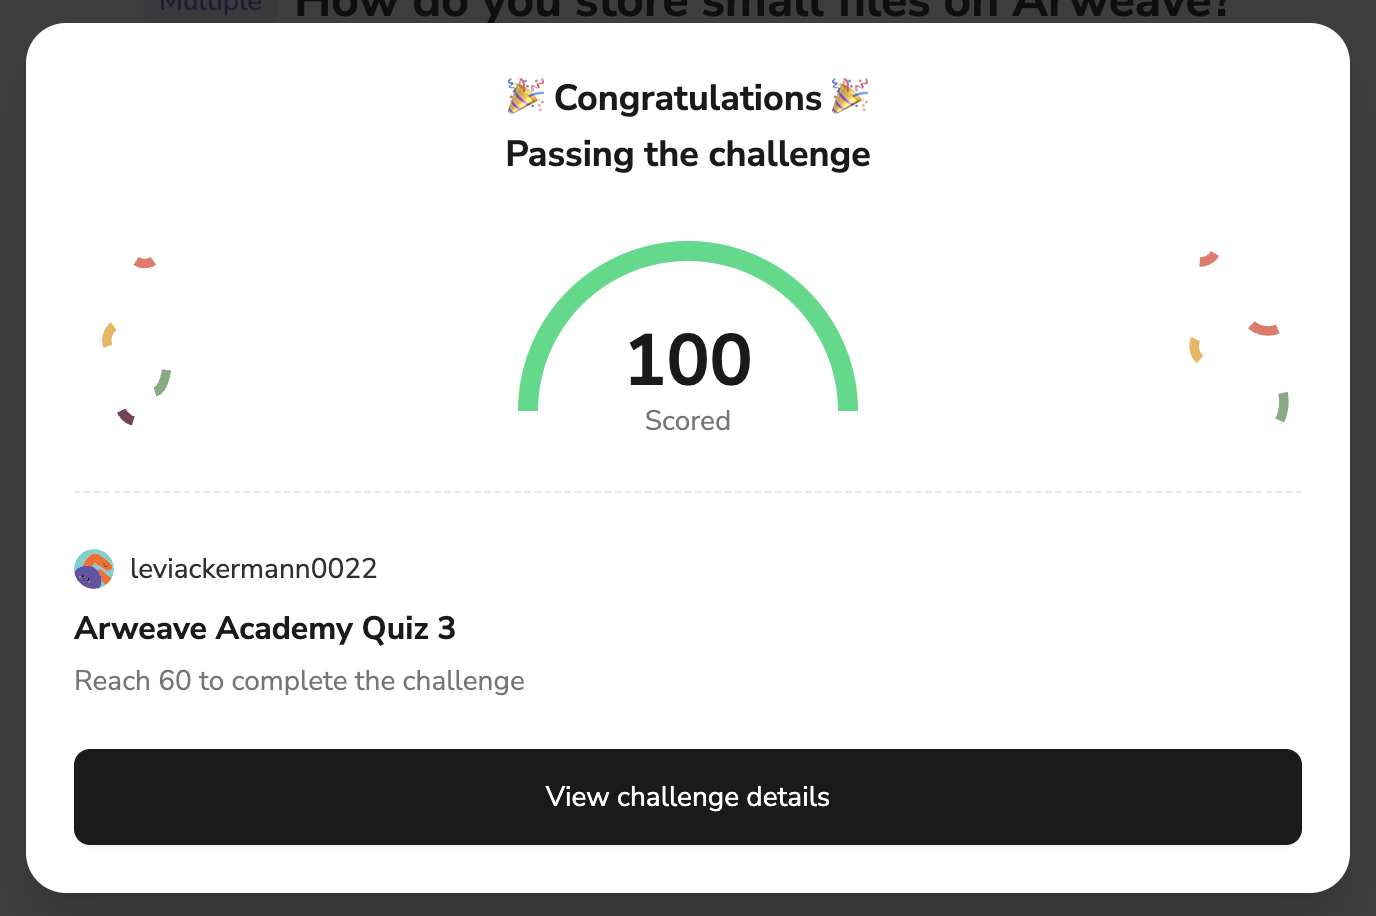 Multiple How do you store small files on Arweave?
🎉 Congratulations 🎉
Passing the challenge
100
Scored
leviackermann0022
Arweave Academy Quiz 3
Reach 60 to complete the challenge
View challenge details